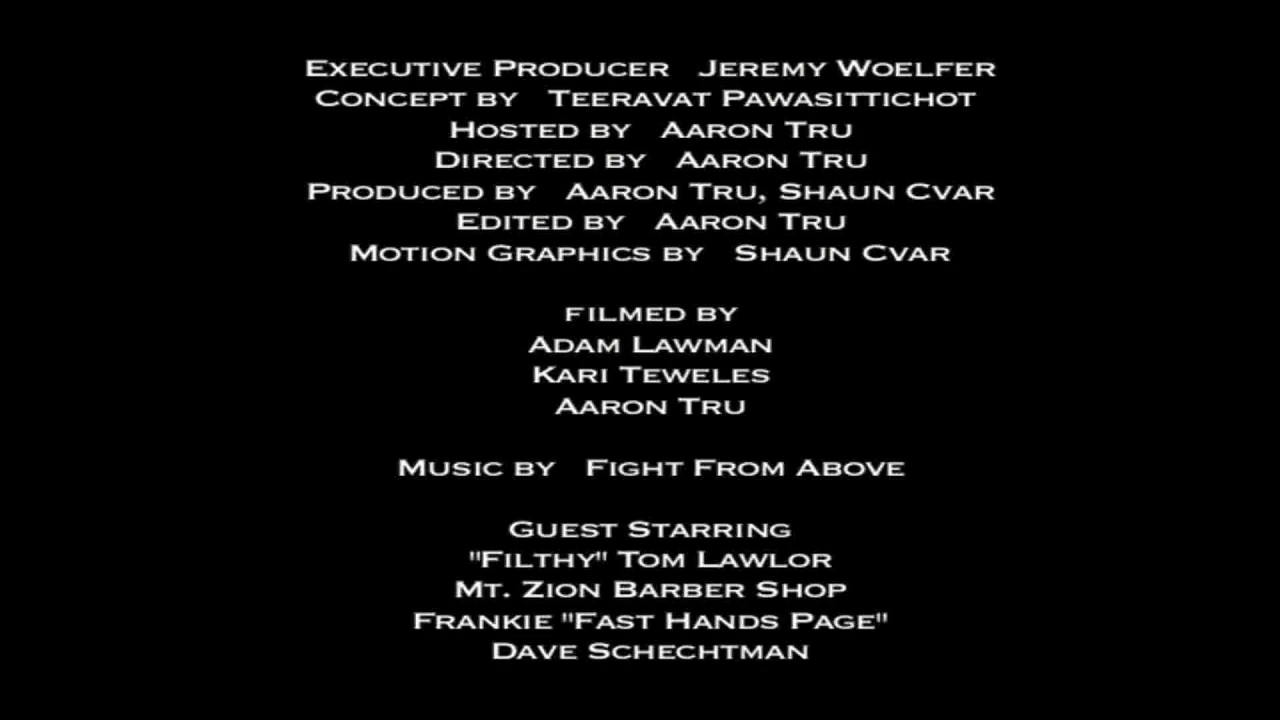 Executive Producer Jeremy Woelfer
Concept by Teeravat Pawasittichot
Hosted by Aaron Tru
Directed by Aaron Tru
Produced by Aaron Tru, Shaun Cvar
Edited by Aaron Tru
Motion Graphics by Shaun Cvar
filmed by
Adam Lawman
Kari Teweles
Aaron Tru
Music by Fight From Above
Guest Starring
"Filthy" Tom Lawlor
Mt. Zion Barber Shop
Frankie "Fast Hands Page"
Dave Schechtman